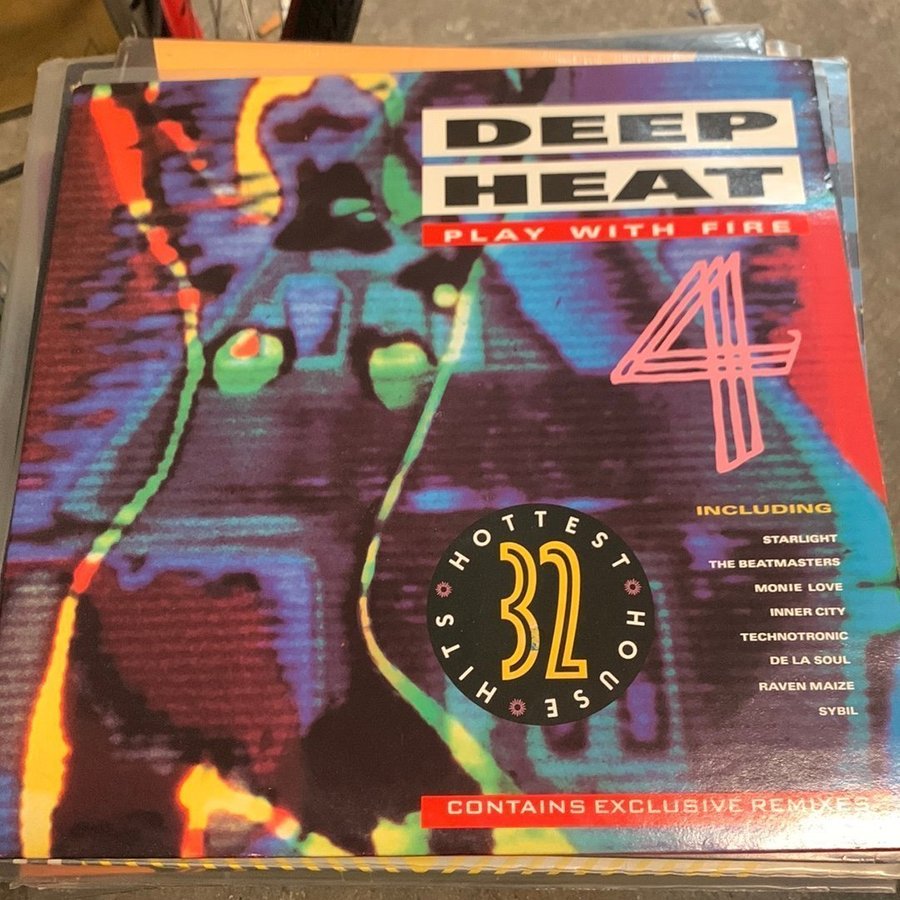 DEEP
HEAT
PLAY WITH FIRE
4
INCLUDING
STARLIGHT
THE BEATMASTERS
MONIE LOVE
INNER CITY
TECHNOTRONIC
DE LA SOUL
RAVEN MAIZE
SYBIL
HOTTEST HOUSE HITS
32
CONTAINS EXCLUSIVE REMIXES